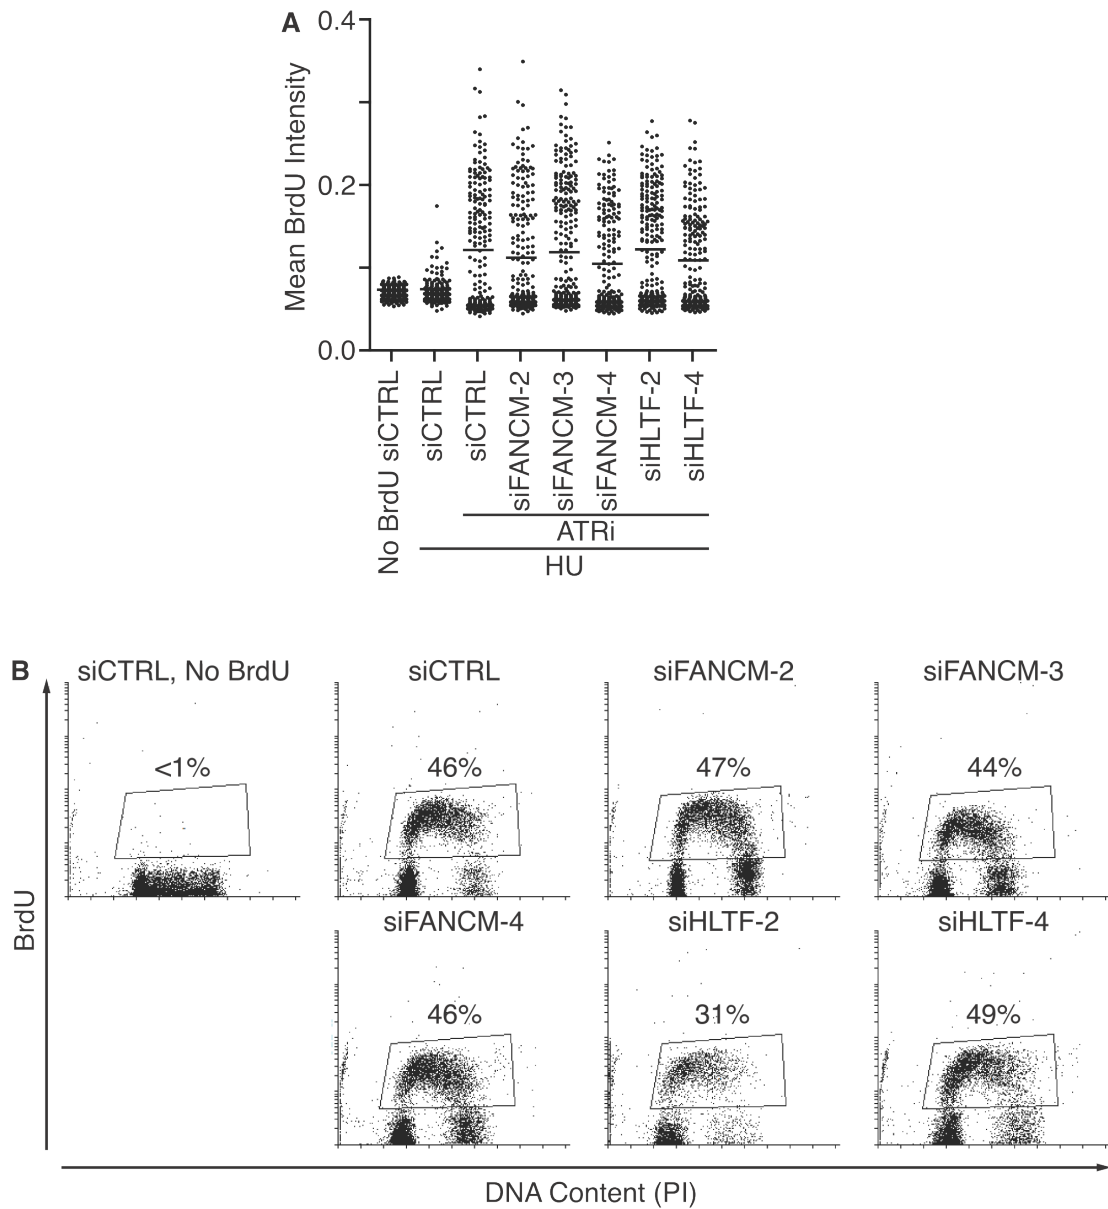 A
0.4
0.2
0.0
Mean BrdU Intensity
No BrdU siCTRL
siCTRL
siCTRL
siFANCM-2
siFANCM-3
siFANCM-4
siHLTF-2
siHLTF-4
ATRi
HU
B
siCTRL, No BrdU
siCTRL
siFANCM-2
siFANCM-3
<1%
46%
47%
44%
siFANCM-4
siHLTF-2
siHLTF-4
46%
31%
49%
BrdU
DNA Content (PI)